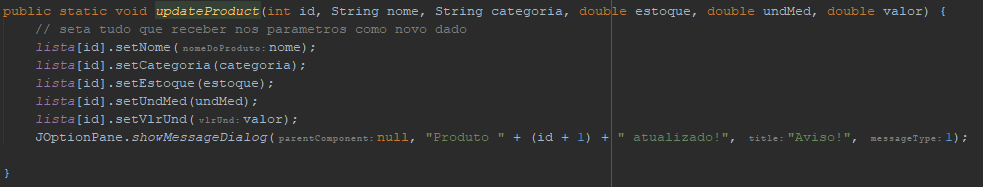 public static void updateProduct(int id, String nome, String categoria, double estoque, double undMed, double valor) {
// seta tudo que receber nos parametros como novo dado
lista[id].setNome( nomeDoProduto: nome);
lista[id].setCategoria(categoria);
lista[id].setEstoque(estoque);
lista[id].setUndMed(undMed);
lista[id].setVlrUnd( vlrUnd: valor);
JOptionPane.showMessageDialog( parentComponent: null, "Produto " + (id + 1) + " atualizado!", title: "Aviso!", messageType: 1);
}